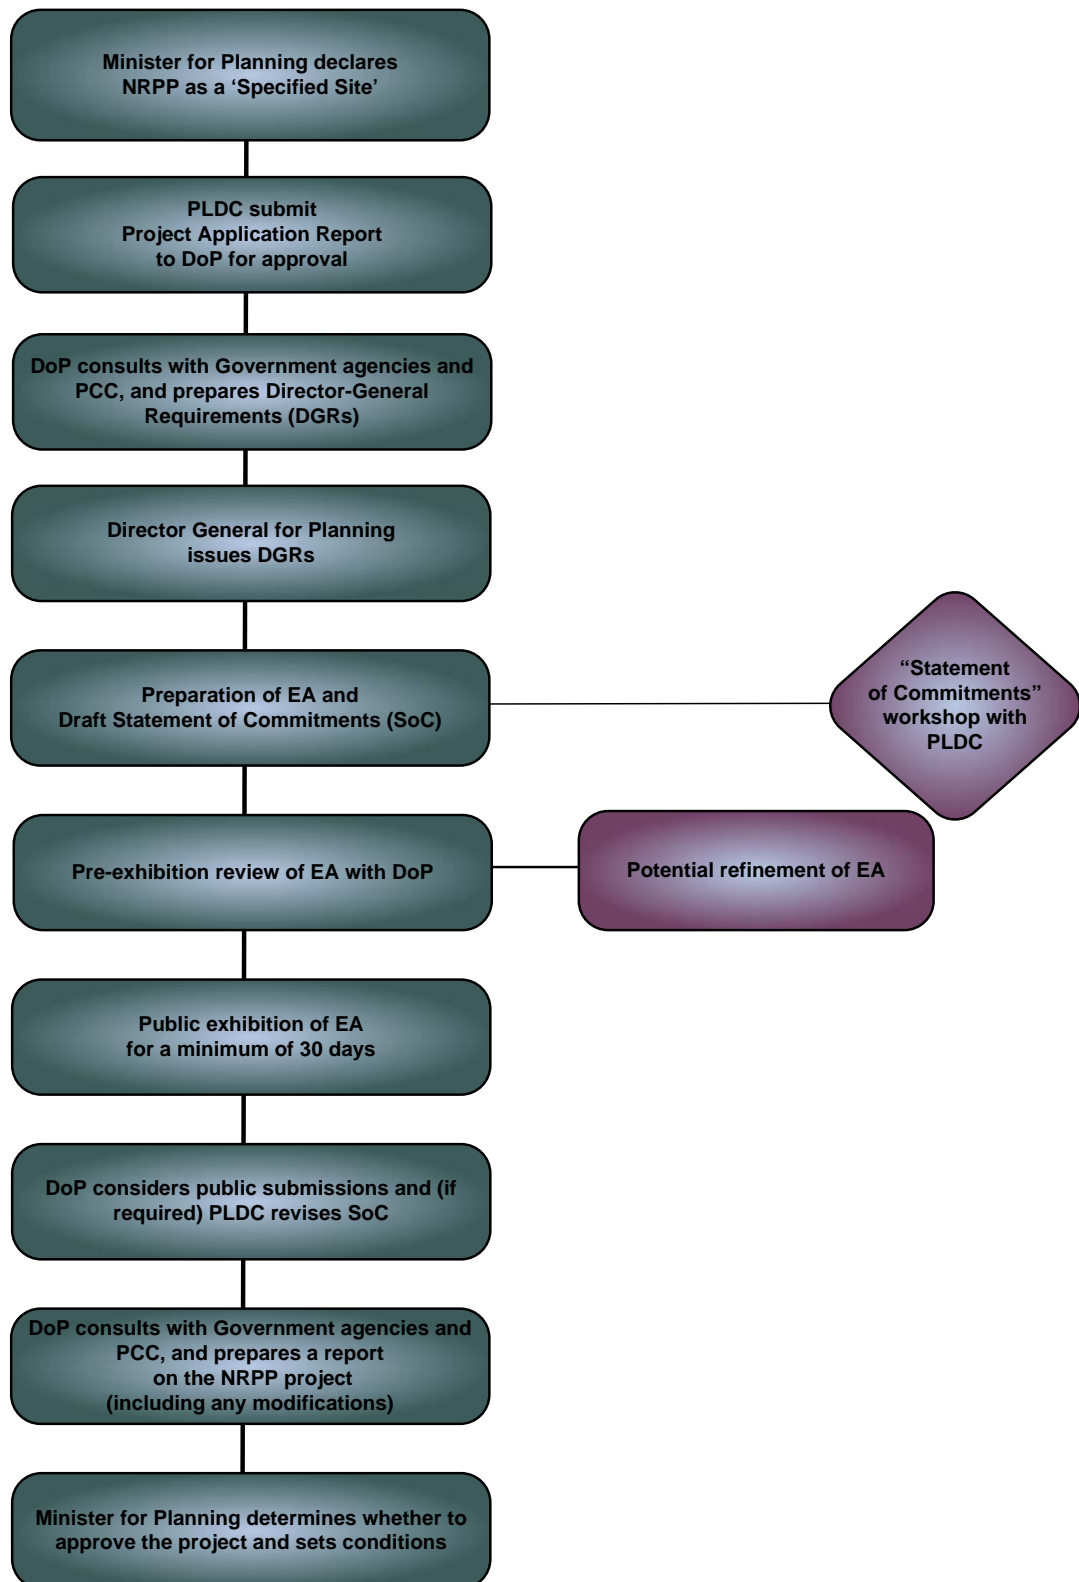 Minister for Planning declares
NRPP as a ‘Specified Site’
PLDC submit
Project Application Report
to DoP for approval
DoP consults with Government agencies and
PCC, and prepares Director-General
Requirements (DGRs)
Director General for Planning
issues DGRs
Preparation of EA and
Draft Statement of Commitments (SoC)
“Statement
of Commitments”
workshop with
PLDC
Pre-exhibition review of EA with DoP
Potential refinement of EA
Public exhibition of EA
for a minimum of 30 days
DoP considers public submissions and (if
required) PLDC revises SoC
DoP consults with Government agencies and
PCC, and prepares a report
on the NRPP project
(including any modifications)
Minister for Planning determines whether to
approve the project and sets conditions